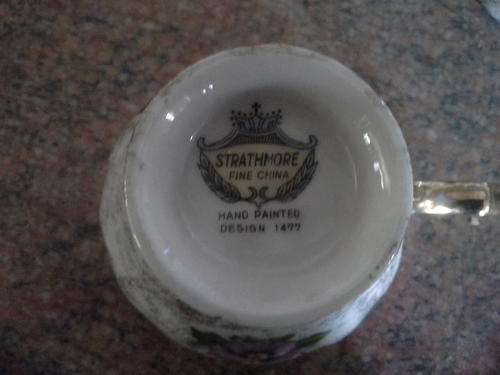 STRATHMORE
FINE CHINA
HAND PAINTED
DESIGN 1477